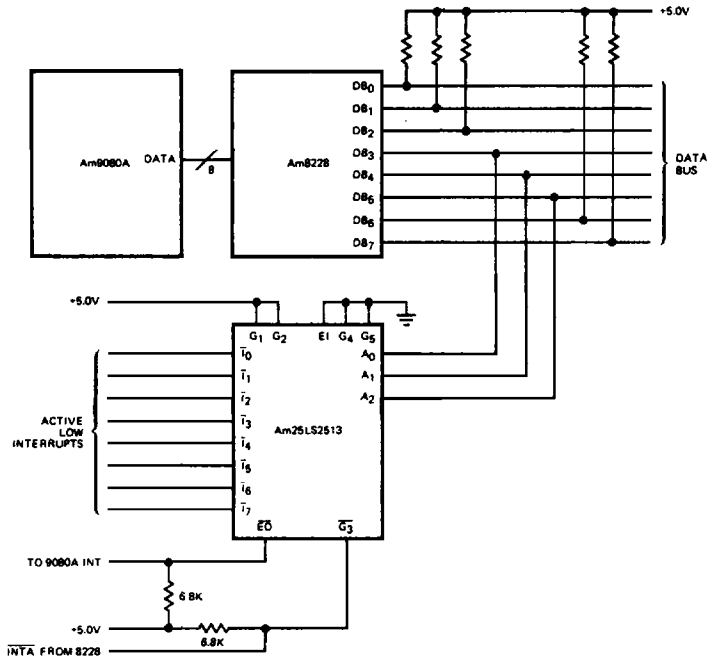 +5.0V
DB0
DB1
DB2
DB3
DB4
DB5
DB6
DB7
DATA
BUS
Am9080A
DATA
8
Am8228
+5.0V
G1 G2 EI G4 G5
I0
I1
I2
I3
I4
I5
I6
I7
A0
A1
A2
ACTIVE
LOW
INTERRUPTS
Am25LS2513
EO G3
TO 9080A INT
6.8K
+5.0V
6.8K
INTA FROM 8228